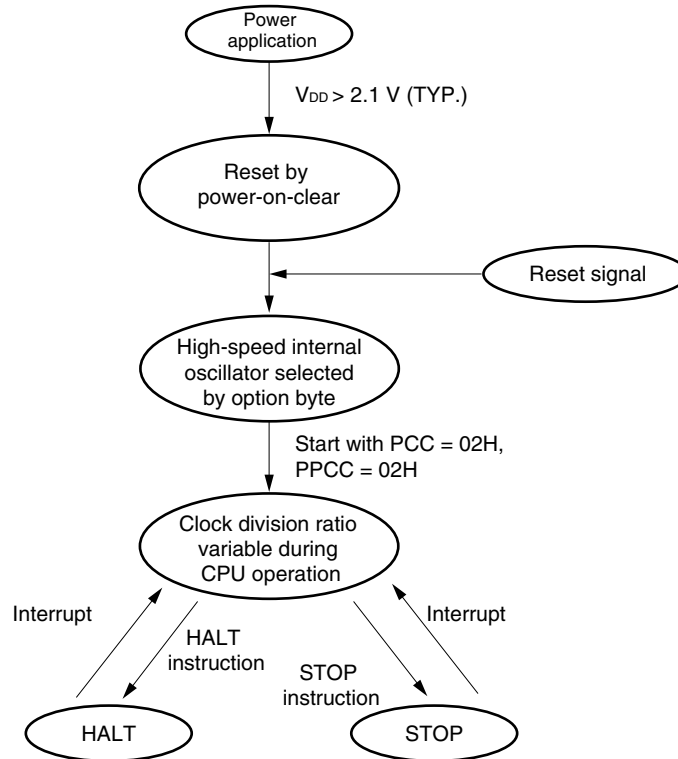 Power
application
VDD > 2.1 V (TYP.)
Reset by
power-on-clear
Reset signal
High-speed internal
oscillator selected
by option byte
Start with PCC = 02H,
PPCC = 02H
Clock division ratio
variable during
CPU operation
Interrupt
Interrupt
HALT
instruction
STOP
instruction
HALT
STOP